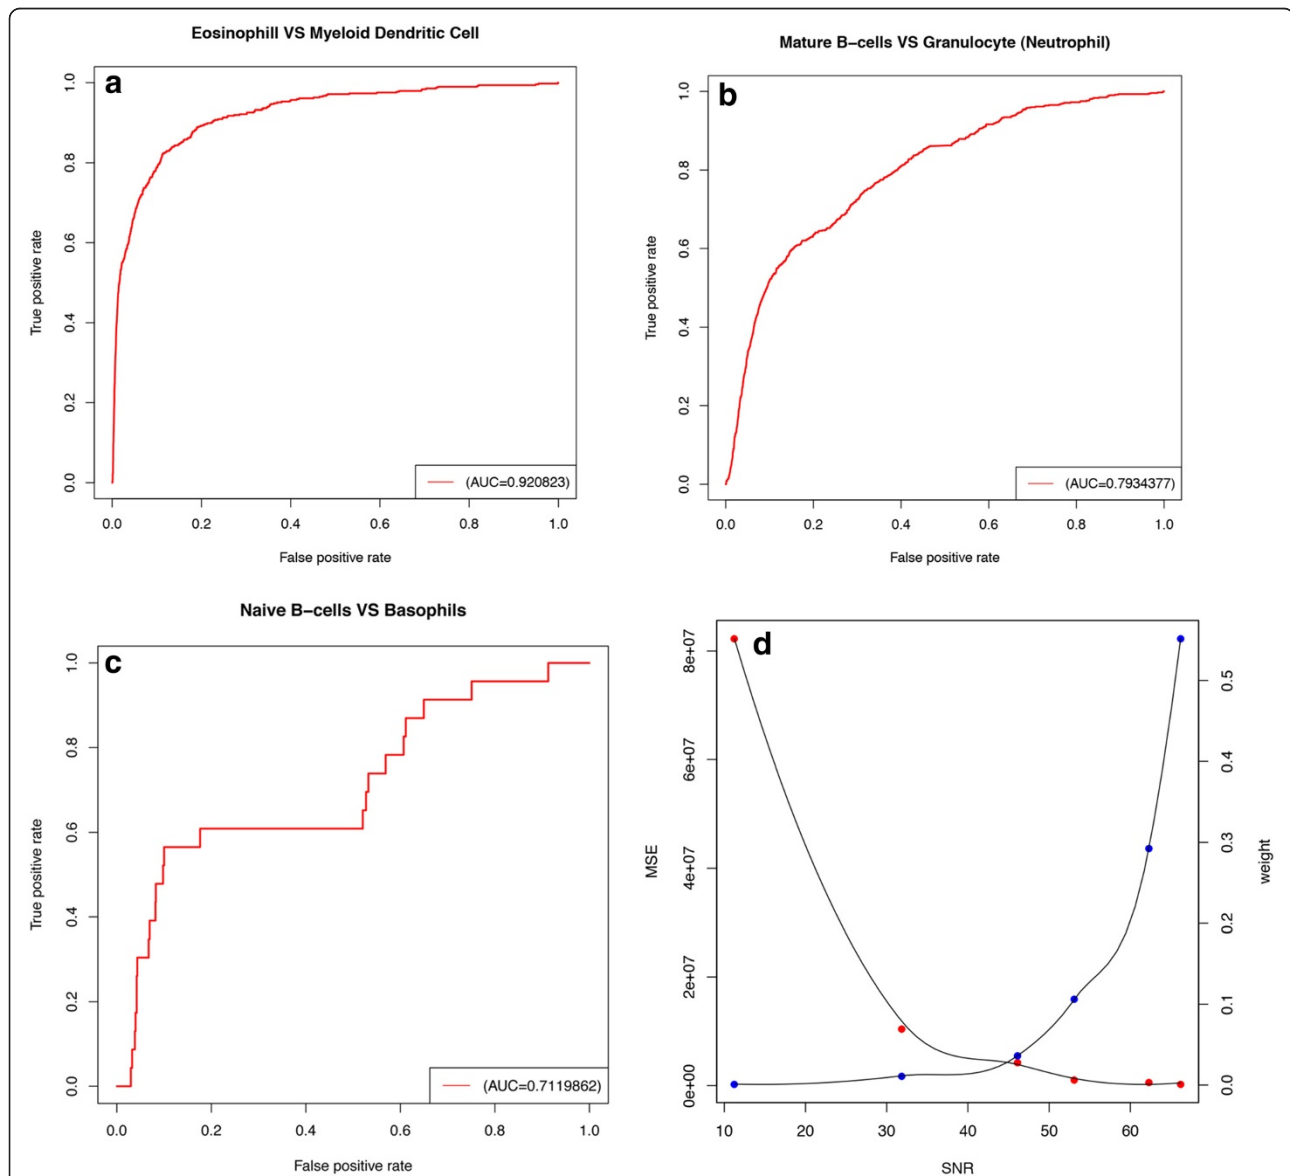 Eosinophill VS Myeloid Dendritic Cell
a
1.0
0.8
0.6
0.4
0.2
0.0
True positive rate
(AUC=0.920823)
0.0 0.2 0.4 0.6 0.8 1.0
False positive rate
Mature B-cells VS Granulocyte (Neutrophil)
b
1.0
0.8
0.6
0.4
0.2
0.0
True positive rate
(AUC=0.7934377)
0.0 0.2 0.4 0.6 0.8 1.0
False positive rate
Naive B-cells VS Basophils
c
1.0
0.8
0.6
0.4
0.2
0.0
True positive rate
(AUC=0.7119862)
0.0 0.2 0.4 0.6 0.8 1.0
False positive rate
d
8e+07
6e+07
4e+07
2e+07
0e+00
MSE
0.5
0.4
0.3
0.2
0.1
0.0
weight
10 20 30 40 50 60
SNR